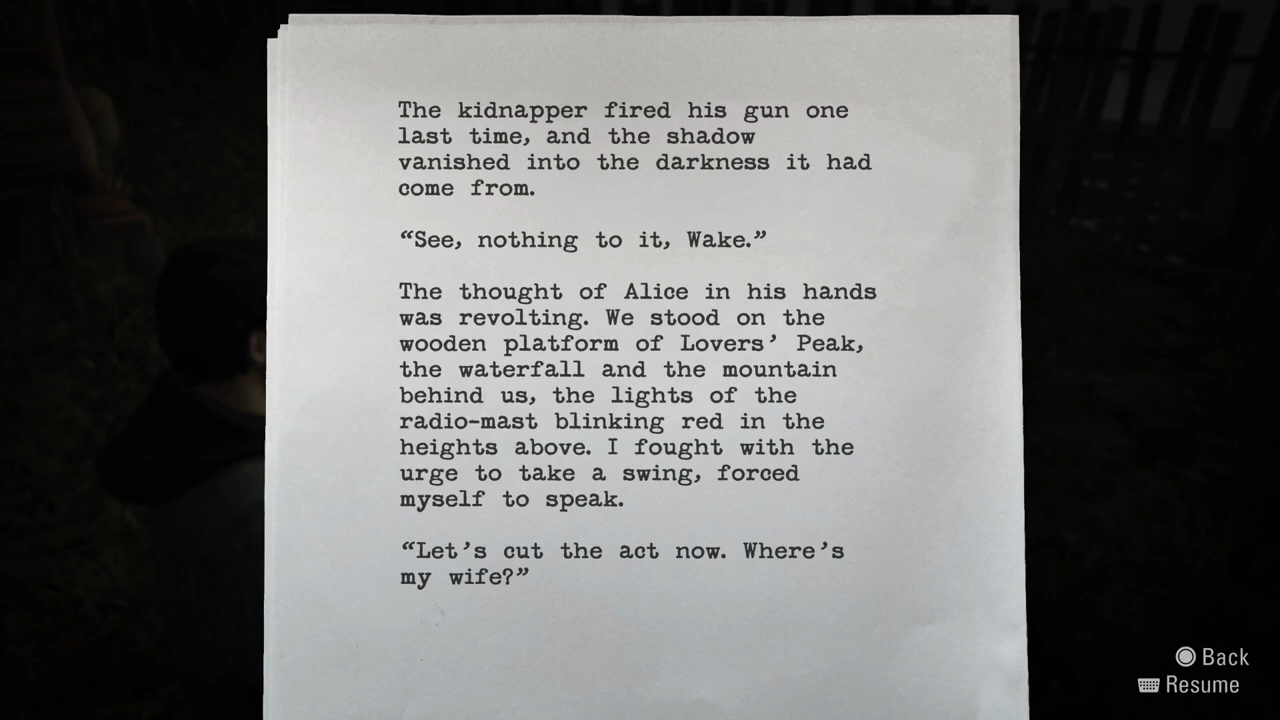 The kidnapper fired his gun one
last time, and the shadow
vanished into the darkness it had
come from.
“See, nothing to it, Wake.”
The thought of Alice in his hands
was revolting. We stood on the
wooden platform of Lovers’ Peak,
the waterfall and the mountain
behind us, the lights of the
radio-mast blinking red in the
heights above. I fought with the
urge to take a swing, forced
myself to speak.
“Let’s cut the act now. Where’s
my wife?”
Back
Resume